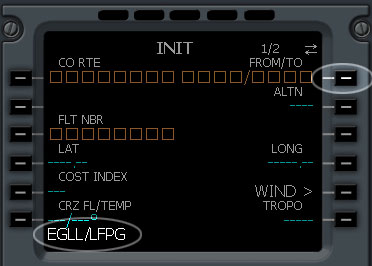 INIT 1/2 ⇄
CO RTE FROM/TO
□□□□□□□□□□ □□□□/□□□□
ALTN
----
FLT NBR
□□□□□□□□
LAT LONG
----.-- -----.--
COST INDEX
---
WIND >
CRZ FL/TEMP TROPO
---/---° -----
EGLL/LFPG